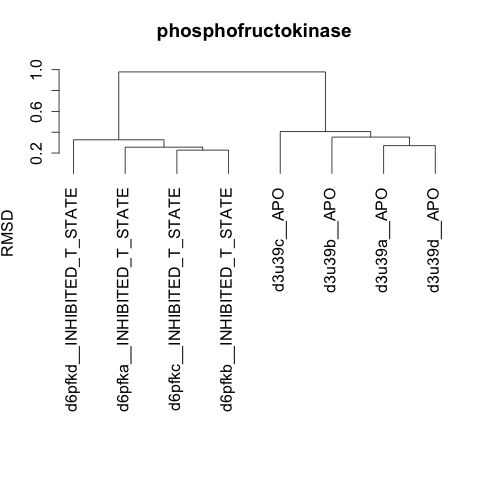 phosphofructokinase
1.0
0.6
0.2
RMSD
d6pfkd__INHIBITED_T_STATE
d6pfka__INHIBITED_T_STATE
d6pfkc__INHIBITED_T_STATE
d6pfkb__INHIBITED_T_STATE
d3u39c__APO
d3u39b__APO
d3u39a__APO
d3u39d__APO